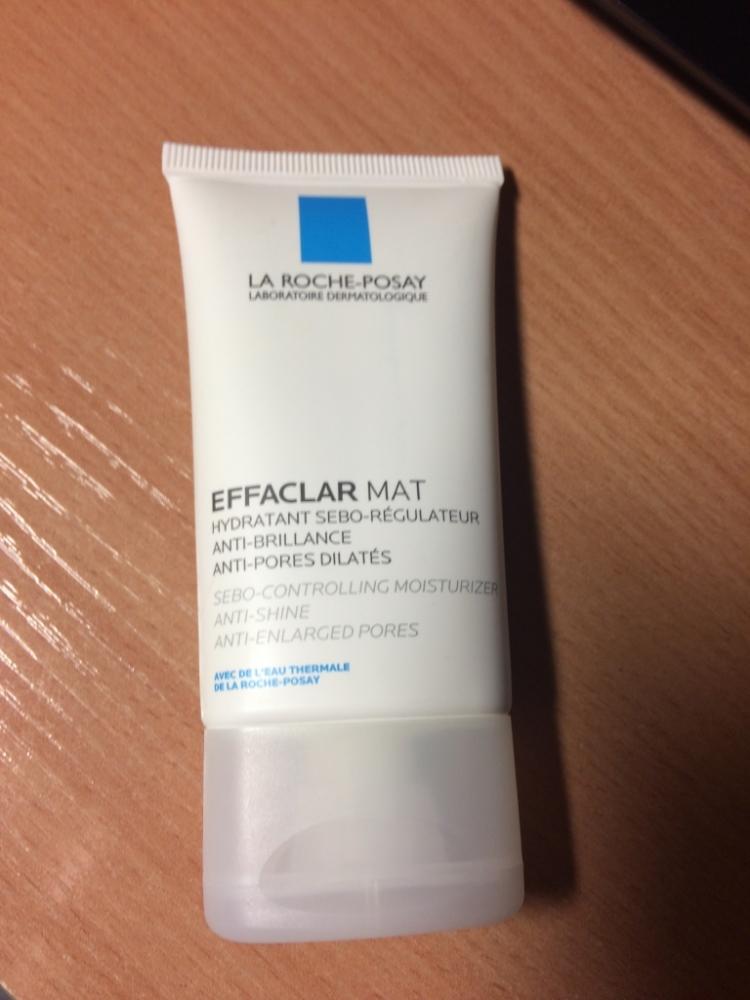 LA ROCHE-POSAY
LABORATOIRE DERMATOLOGIQUE
EFFACLAR MAT
HYDRATANT SEBO-RÉGULATEUR
ANTI-BRILLANCE
ANTI-PORES DILATÉS
SEBO-CONTROLLING MOISTURIZER
ANTI-SHINE
ANTI-ENLARGED PORES
AVEC DE L'EAU THERMALE
DE LA ROCHE-POSAY